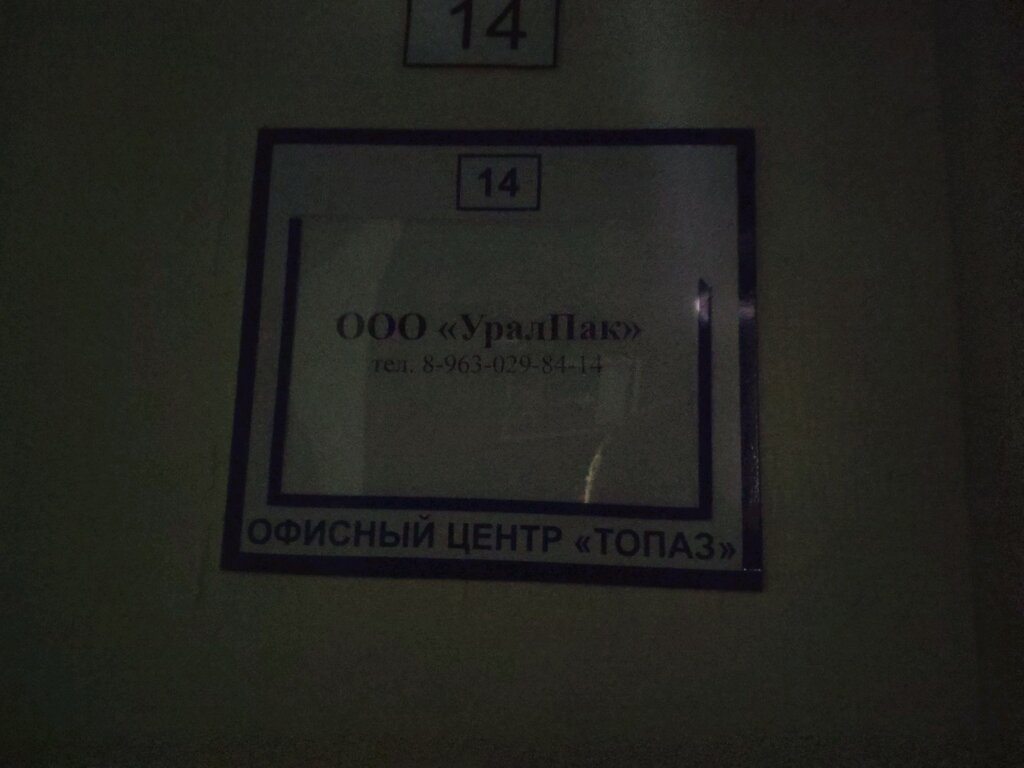 14
14
ООО «УралПак»
тел. 8-963-029-84-14
ОФИСНЫЙ ЦЕНТР «ТОПАЗ»